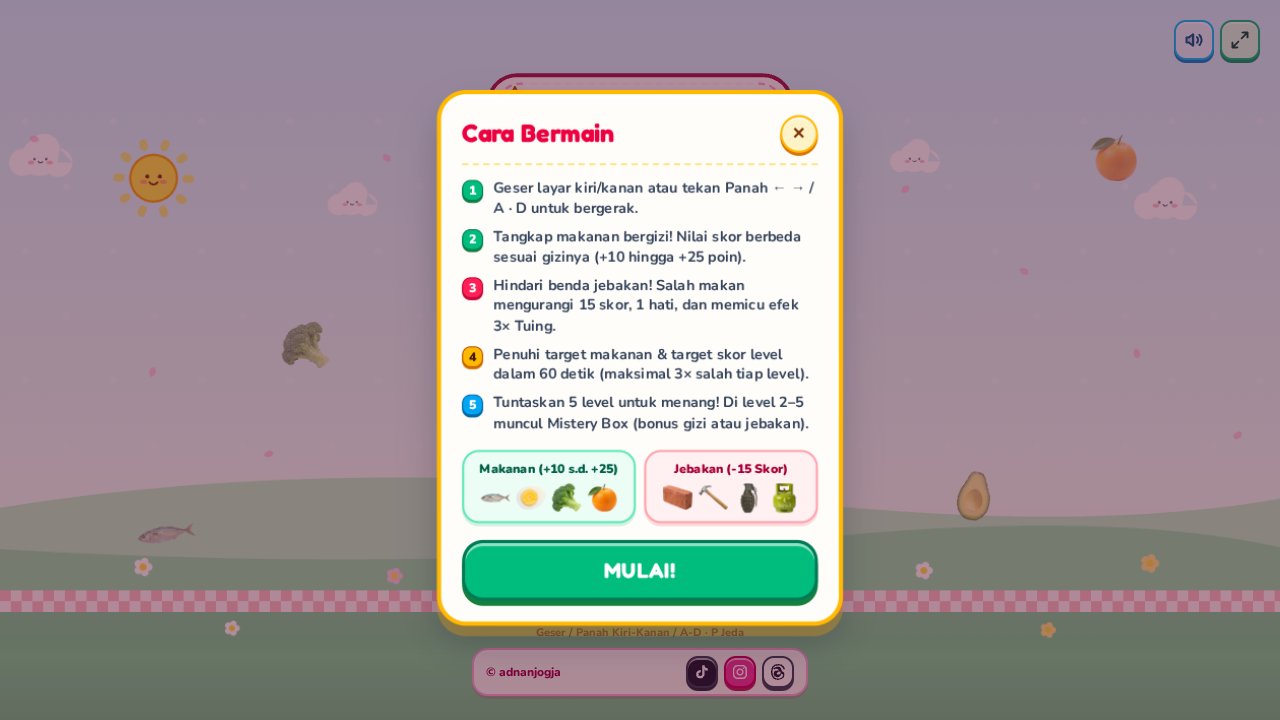 Cara Bermain
×
1 Geser layar kiri/kanan atau tekan Panah ← → /
A · D untuk bergerak.
2 Tangkap makanan bergizi! Nilai skor berbeda
sesuai gizinya (+10 hingga +25 poin).
3 Hindari benda jebakan! Salah makan
mengurangi 15 skor, 1 hati, dan memicu efek
3× Tuing.
4 Penuhi target makanan & target skor level
dalam 60 detik (maksimal 3× salah tiap level).
5 Tuntaskan 5 level untuk menang! Di level 2–5
muncul Mistery Box (bonus gizi atau jebakan).
Makanan (+10 s.d. +25)
Jebakan (-15 Skor)
MULAI!
Geser / Panah Kiri-Kanan / A-D · P Jeda
© adnanjogja